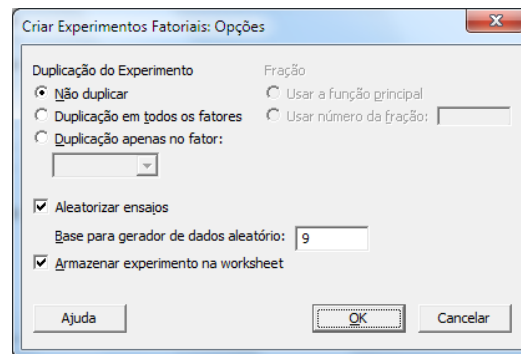 Criar Experimentos Fatoriais: Opções
Duplicação do Experimento
Não duplicar
Duplicação em todos os fatores
Duplicação apenas no fator:
Fração
Usar a função principal
Usar número da fração:
Aleatorizar ensaios
Base para gerador de dados aleatório: 9
Armazenar experimento na worksheet
Ajuda
OK
Cancelar